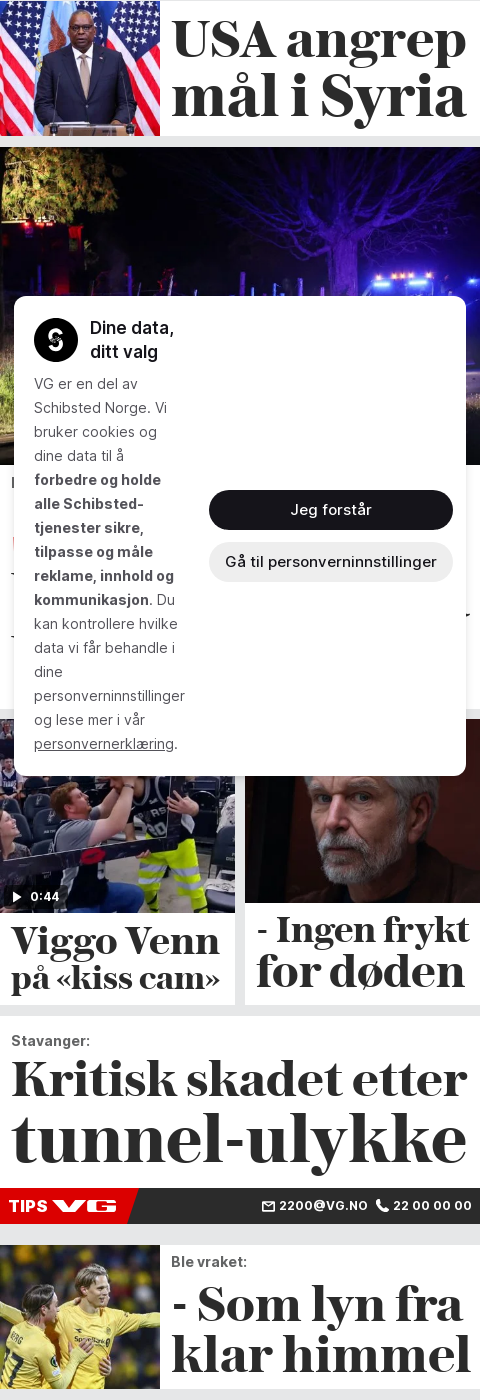 USA angrep
mål i Syria
Dine data,
ditt valg
VG er en del av
Schibsted Norge. Vi
bruker cookies og
dine data til å
forbedre og holde
alle Schibsted-
tjenester sikre,
tilpasse og måle
reklame, innhold og
kommunikasjon. Du
kan kontrollere hvilke
data vi får behandle i
dine
personverninnstillinger
og lese mer i vår
personvernerklæring.
Jeg forstår
Gå til personverninnstillinger
0:44
Viggo Venn
på «kiss cam»
- Ingen frykt
for døden
Stavanger:
Kritisk skadet etter
tunnel-ulykke
TIPS VG
2200@VG.NO 22 00 00 00
Ble vraket:
- Som lyn fra
klar himmel